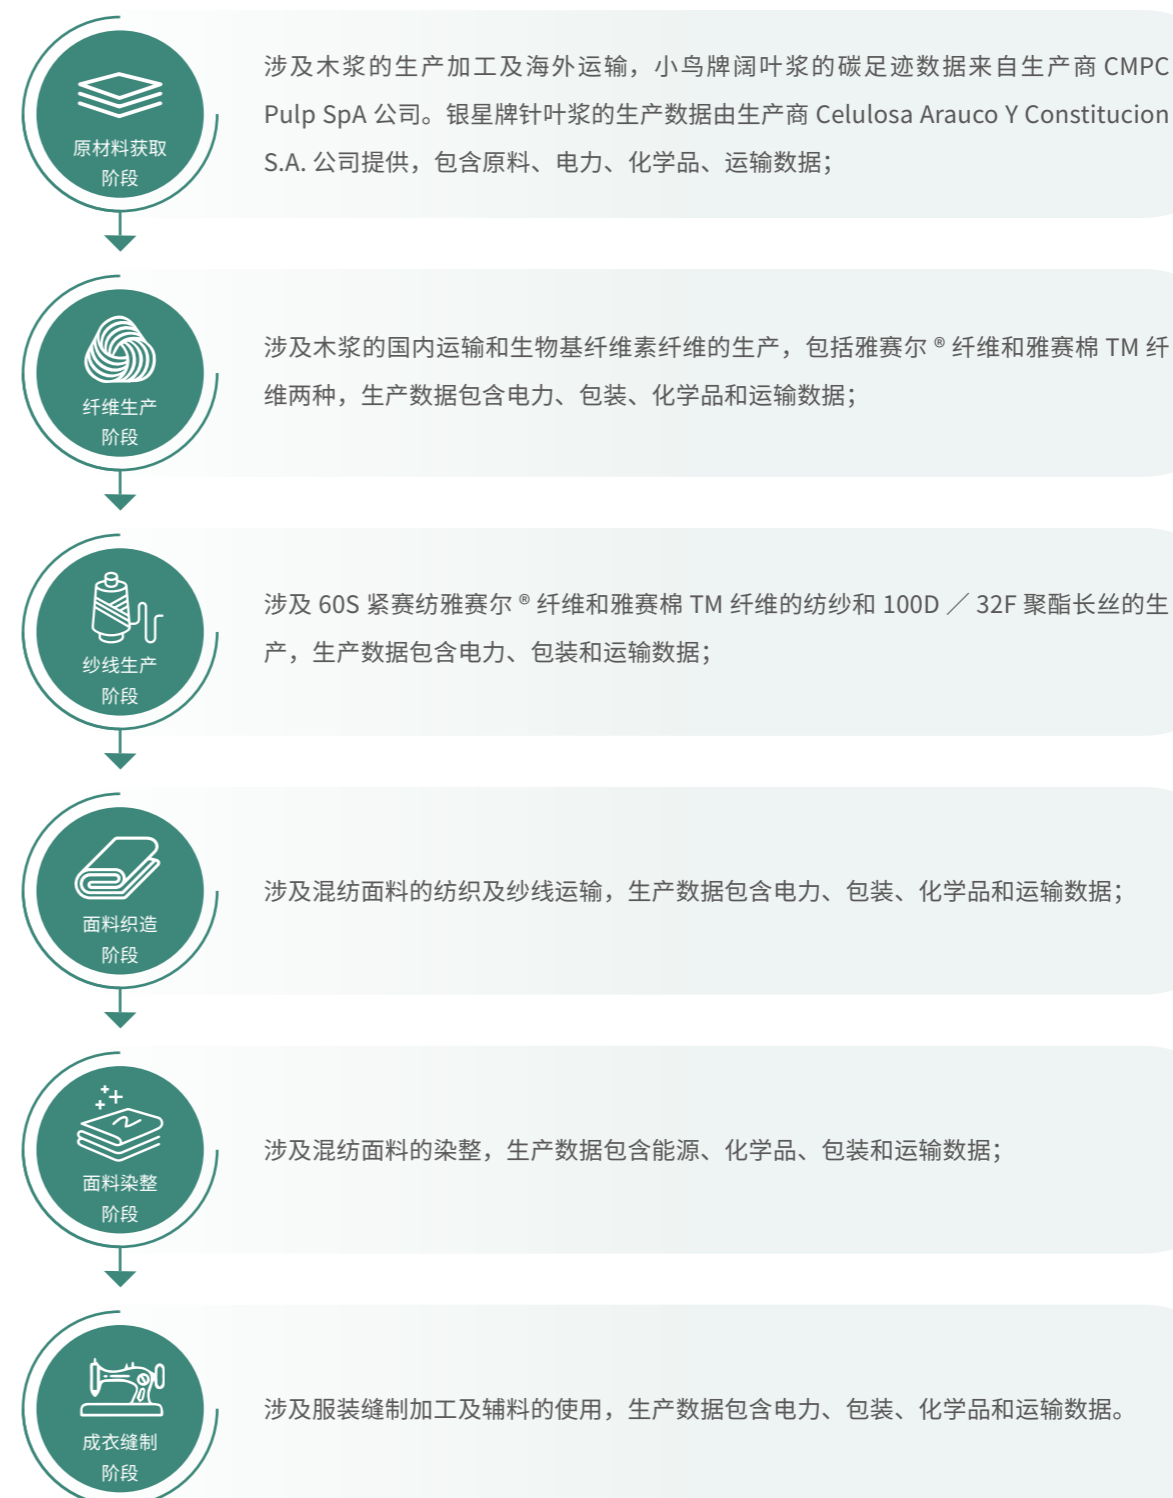 原材料获取
阶段
涉及木浆的生产加工及海外运输，小鸟牌阔叶浆的碳足迹数据来自生产商 CMPC
Pulp SpA 公司。银星牌针叶浆的生产数据由生产商 Celulosa Arauco Y Constitucion
S.A. 公司提供，包含原料、电力、化学品、运输数据；
纤维生产
阶段
涉及木浆的国内运输和生物基纤维素纤维的生产，包括雅赛尔 ® 纤维和雅赛棉 TM 纤
维两种，生产数据包含电力、包装、化学品和运输数据；
纱线生产
阶段
涉及 60S 紧赛纺雅赛尔 ® 纤维和雅赛棉 TM 纤维的纺纱和 100D ／ 32F 聚酯长丝的生
产，生产数据包含电力、包装和运输数据；
面料织造
阶段
涉及混纺面料的纺织及纱线运输，生产数据包含电力、包装、化学品和运输数据；
面料染整
阶段
涉及混纺面料的染整，生产数据包含能源、化学品、包装和运输数据；
成衣缝制
阶段
涉及服装缝制加工及辅料的使用，生产数据包含电力、包装、化学品和运输数据。